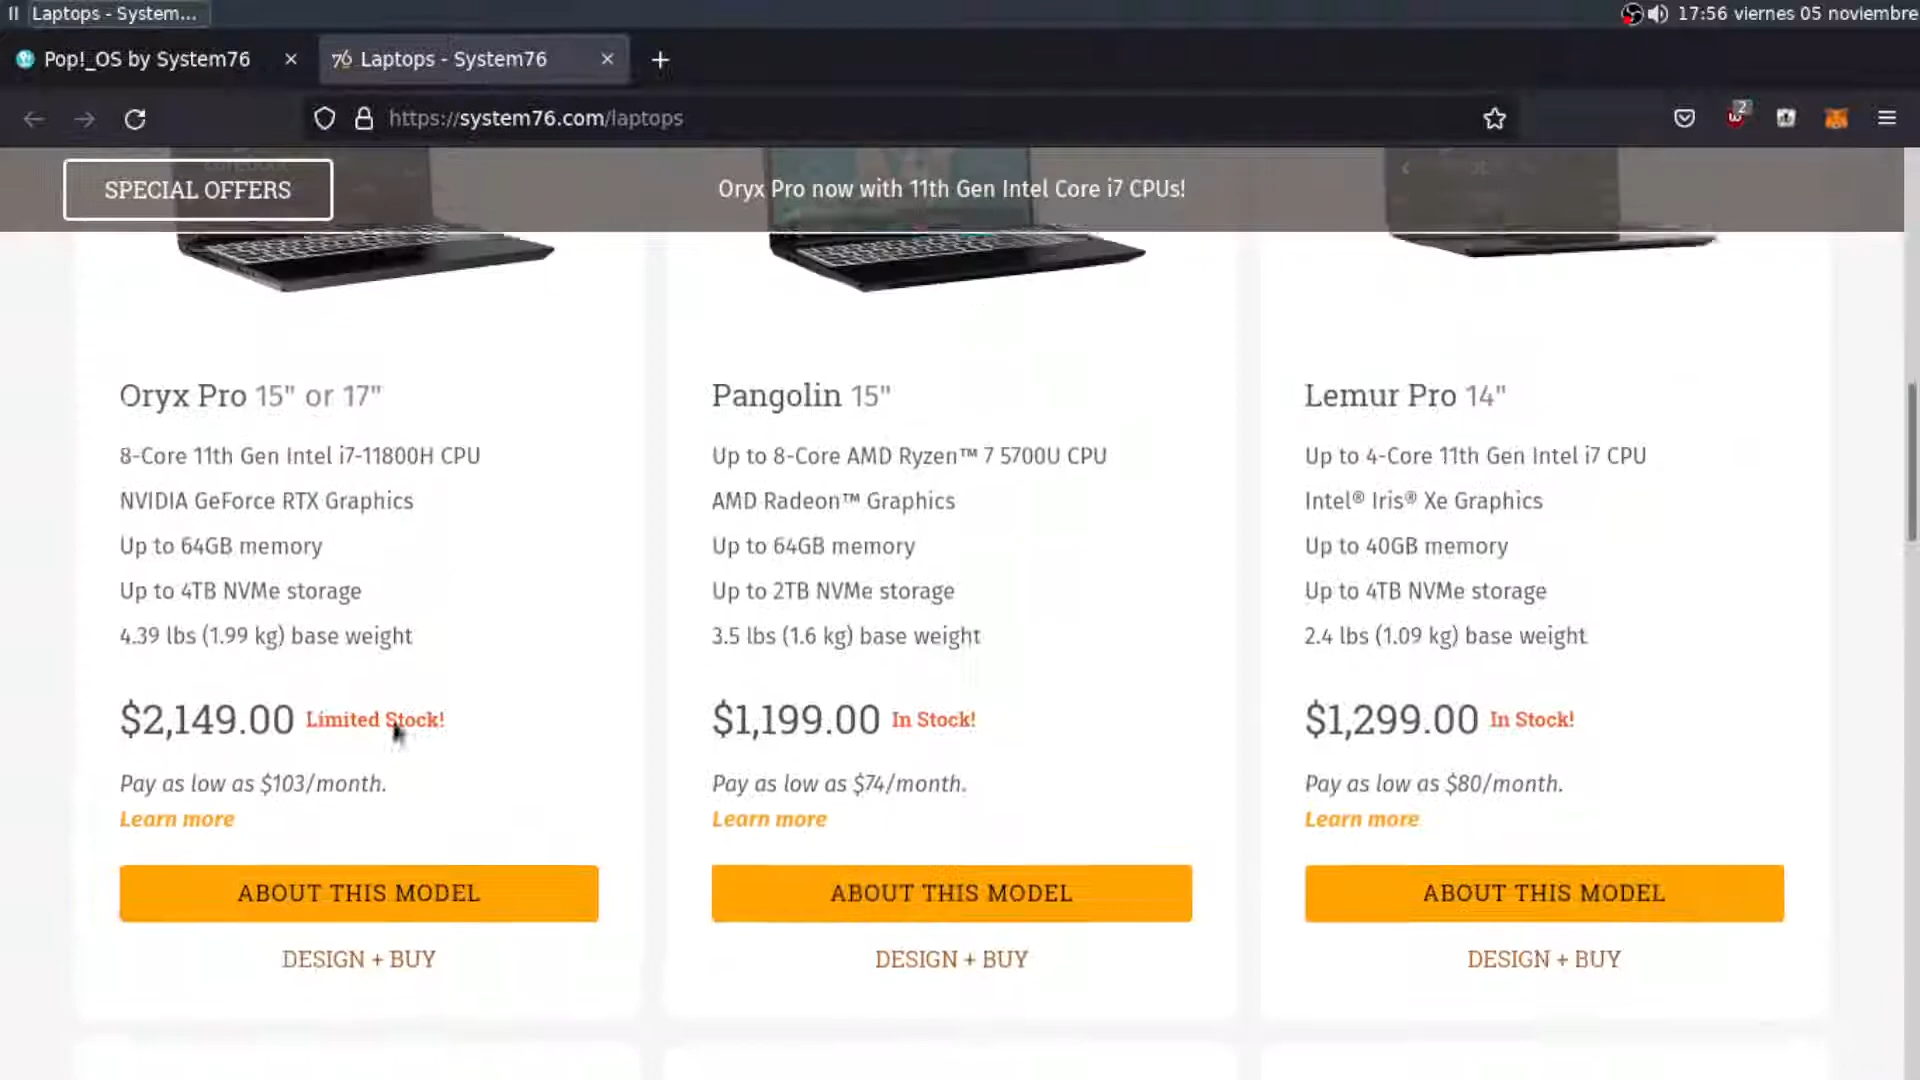 Laptops - System...
17:56 viernes 05 noviembre
Pop!_OS by System76
Laptops - System76
https://system76.com/laptops
2
SPECIAL OFFERS
Oryx Pro now with 11th Gen Intel Core i7 CPUs!
Oryx Pro 15" or 17"
8-Core 11th Gen Intel i7-11800H CPU
NVIDIA GeForce RTX Graphics
Up to 64GB memory
Up to 4TB NVMe storage
4.39 lbs (1.99 kg) base weight
$2,149.00 Limited Stock!
Pay as low as $103/month.
Learn more
ABOUT THIS MODEL
DESIGN + BUY
Pangolin 15"
Up to 8-Core AMD Ryzen™ 7 5700U CPU
AMD Radeon™ Graphics
Up to 64GB memory
Up to 2TB NVMe storage
3.5 lbs (1.6 kg) base weight
$1,199.00 In Stock!
Pay as low as $74/month.
Learn more
ABOUT THIS MODEL
DESIGN + BUY
Lemur Pro 14"
Up to 4-Core 11th Gen Intel i7 CPU
Intel® Iris® Xe Graphics
Up to 40GB memory
Up to 4TB NVMe storage
2.4 lbs (1.09 kg) base weight
$1,299.00 In Stock!
Pay as low as $80/month.
Learn more
ABOUT THIS MODEL
DESIGN + BUY